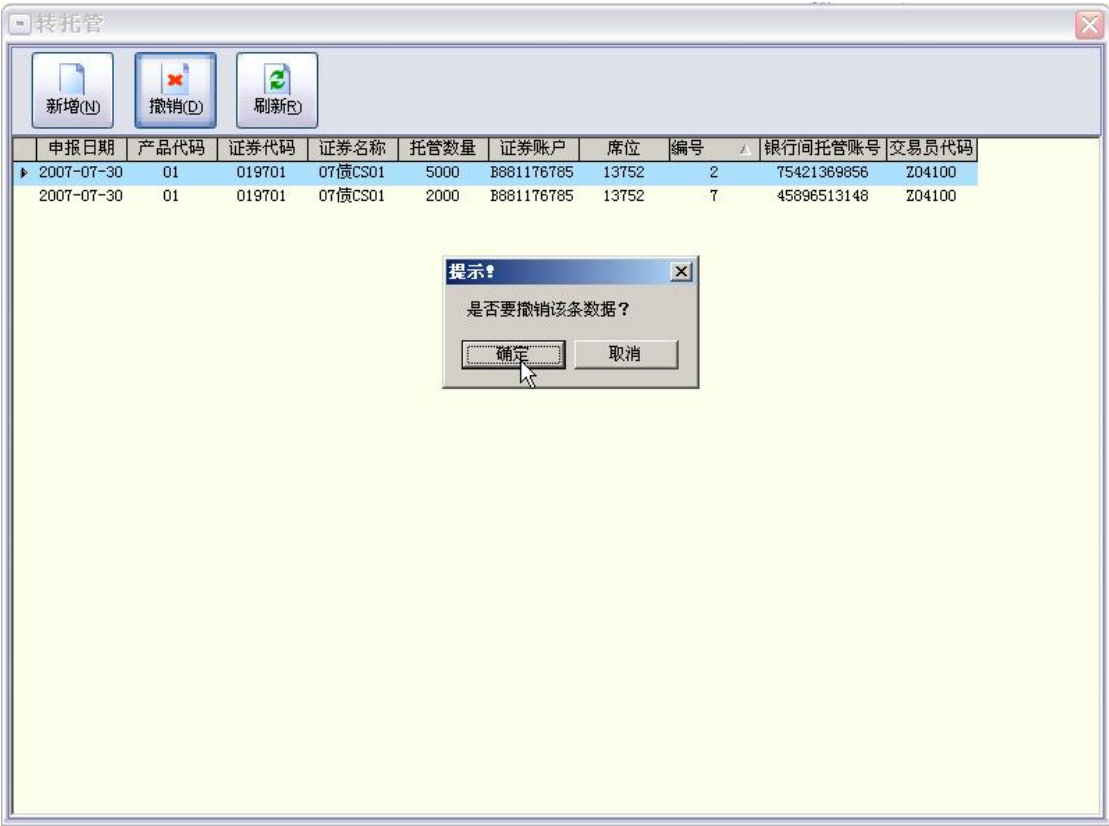 转托管
新增(N) 撤销(D) 刷新R)
申报日期 产品代码 证券代码 证券名称 托管数量 证券账户 席位 编号 银行间托管账号 交易员代码
2007-07-30 01 019701 07债CS01 5000 B881176785 13752 2 75421369856 Z04100
2007-07-30 01 019701 07债CS01 2000 B881176785 13752 7 45896513148 Z04100
提示!
是否要撤销该条数据?
确定 取消